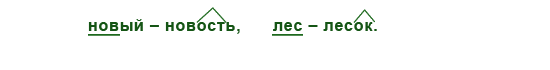 новый – новость, лес – лесок.